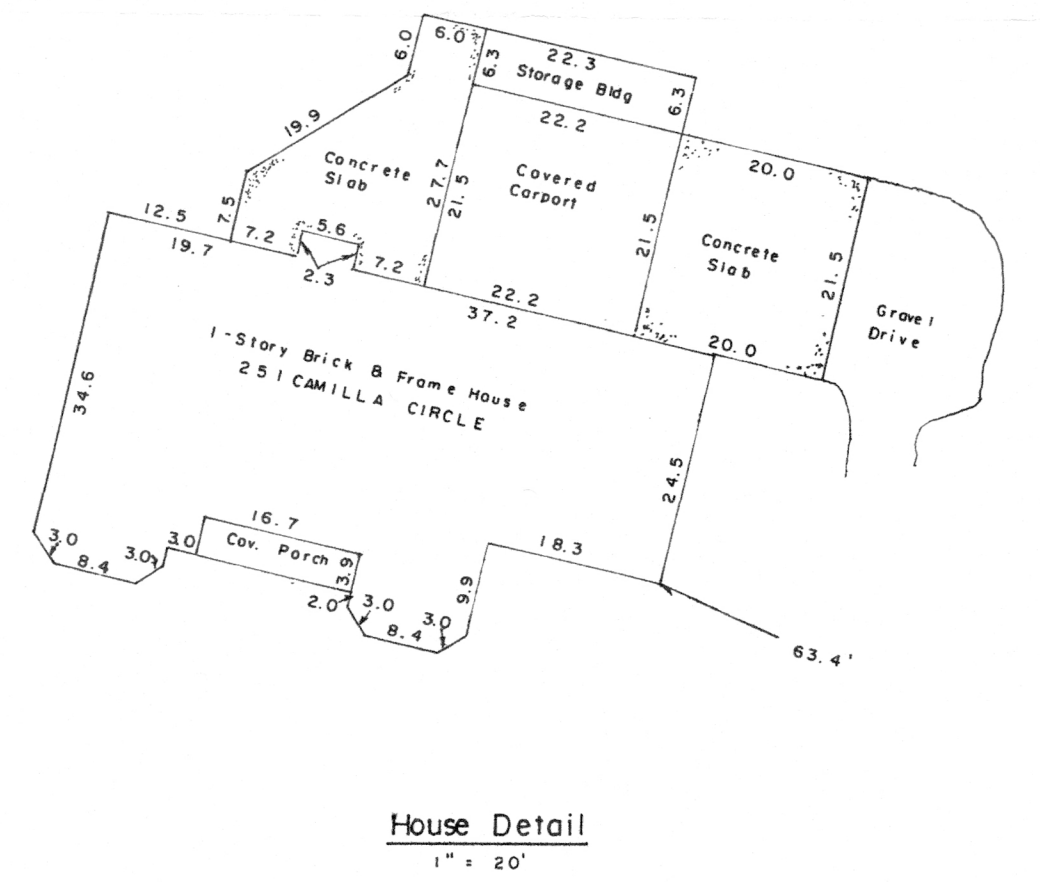 6.0
6.0
6.3
22.3
Storage Bldg
6.3
22.2
19.9
Concrete
Slab
27.7
21.5
Covered
Carport
20.0
12.5
7.5
19.7
7.2
5.6
7.2
2.3
21.5
Concrete
Slab
21.5
22.2
37.2
20.0
Gravel
Drive
1-Story Brick & Frame House
251 CAMILLA CIRCLE
34.6
24.5
3.0
8.4
3.0
3.0
16.7
Cov. Porch
3.9
2.0
3.0
8.4
3.0
9.9
18.3
63.4'
House Detail
1" = 20'